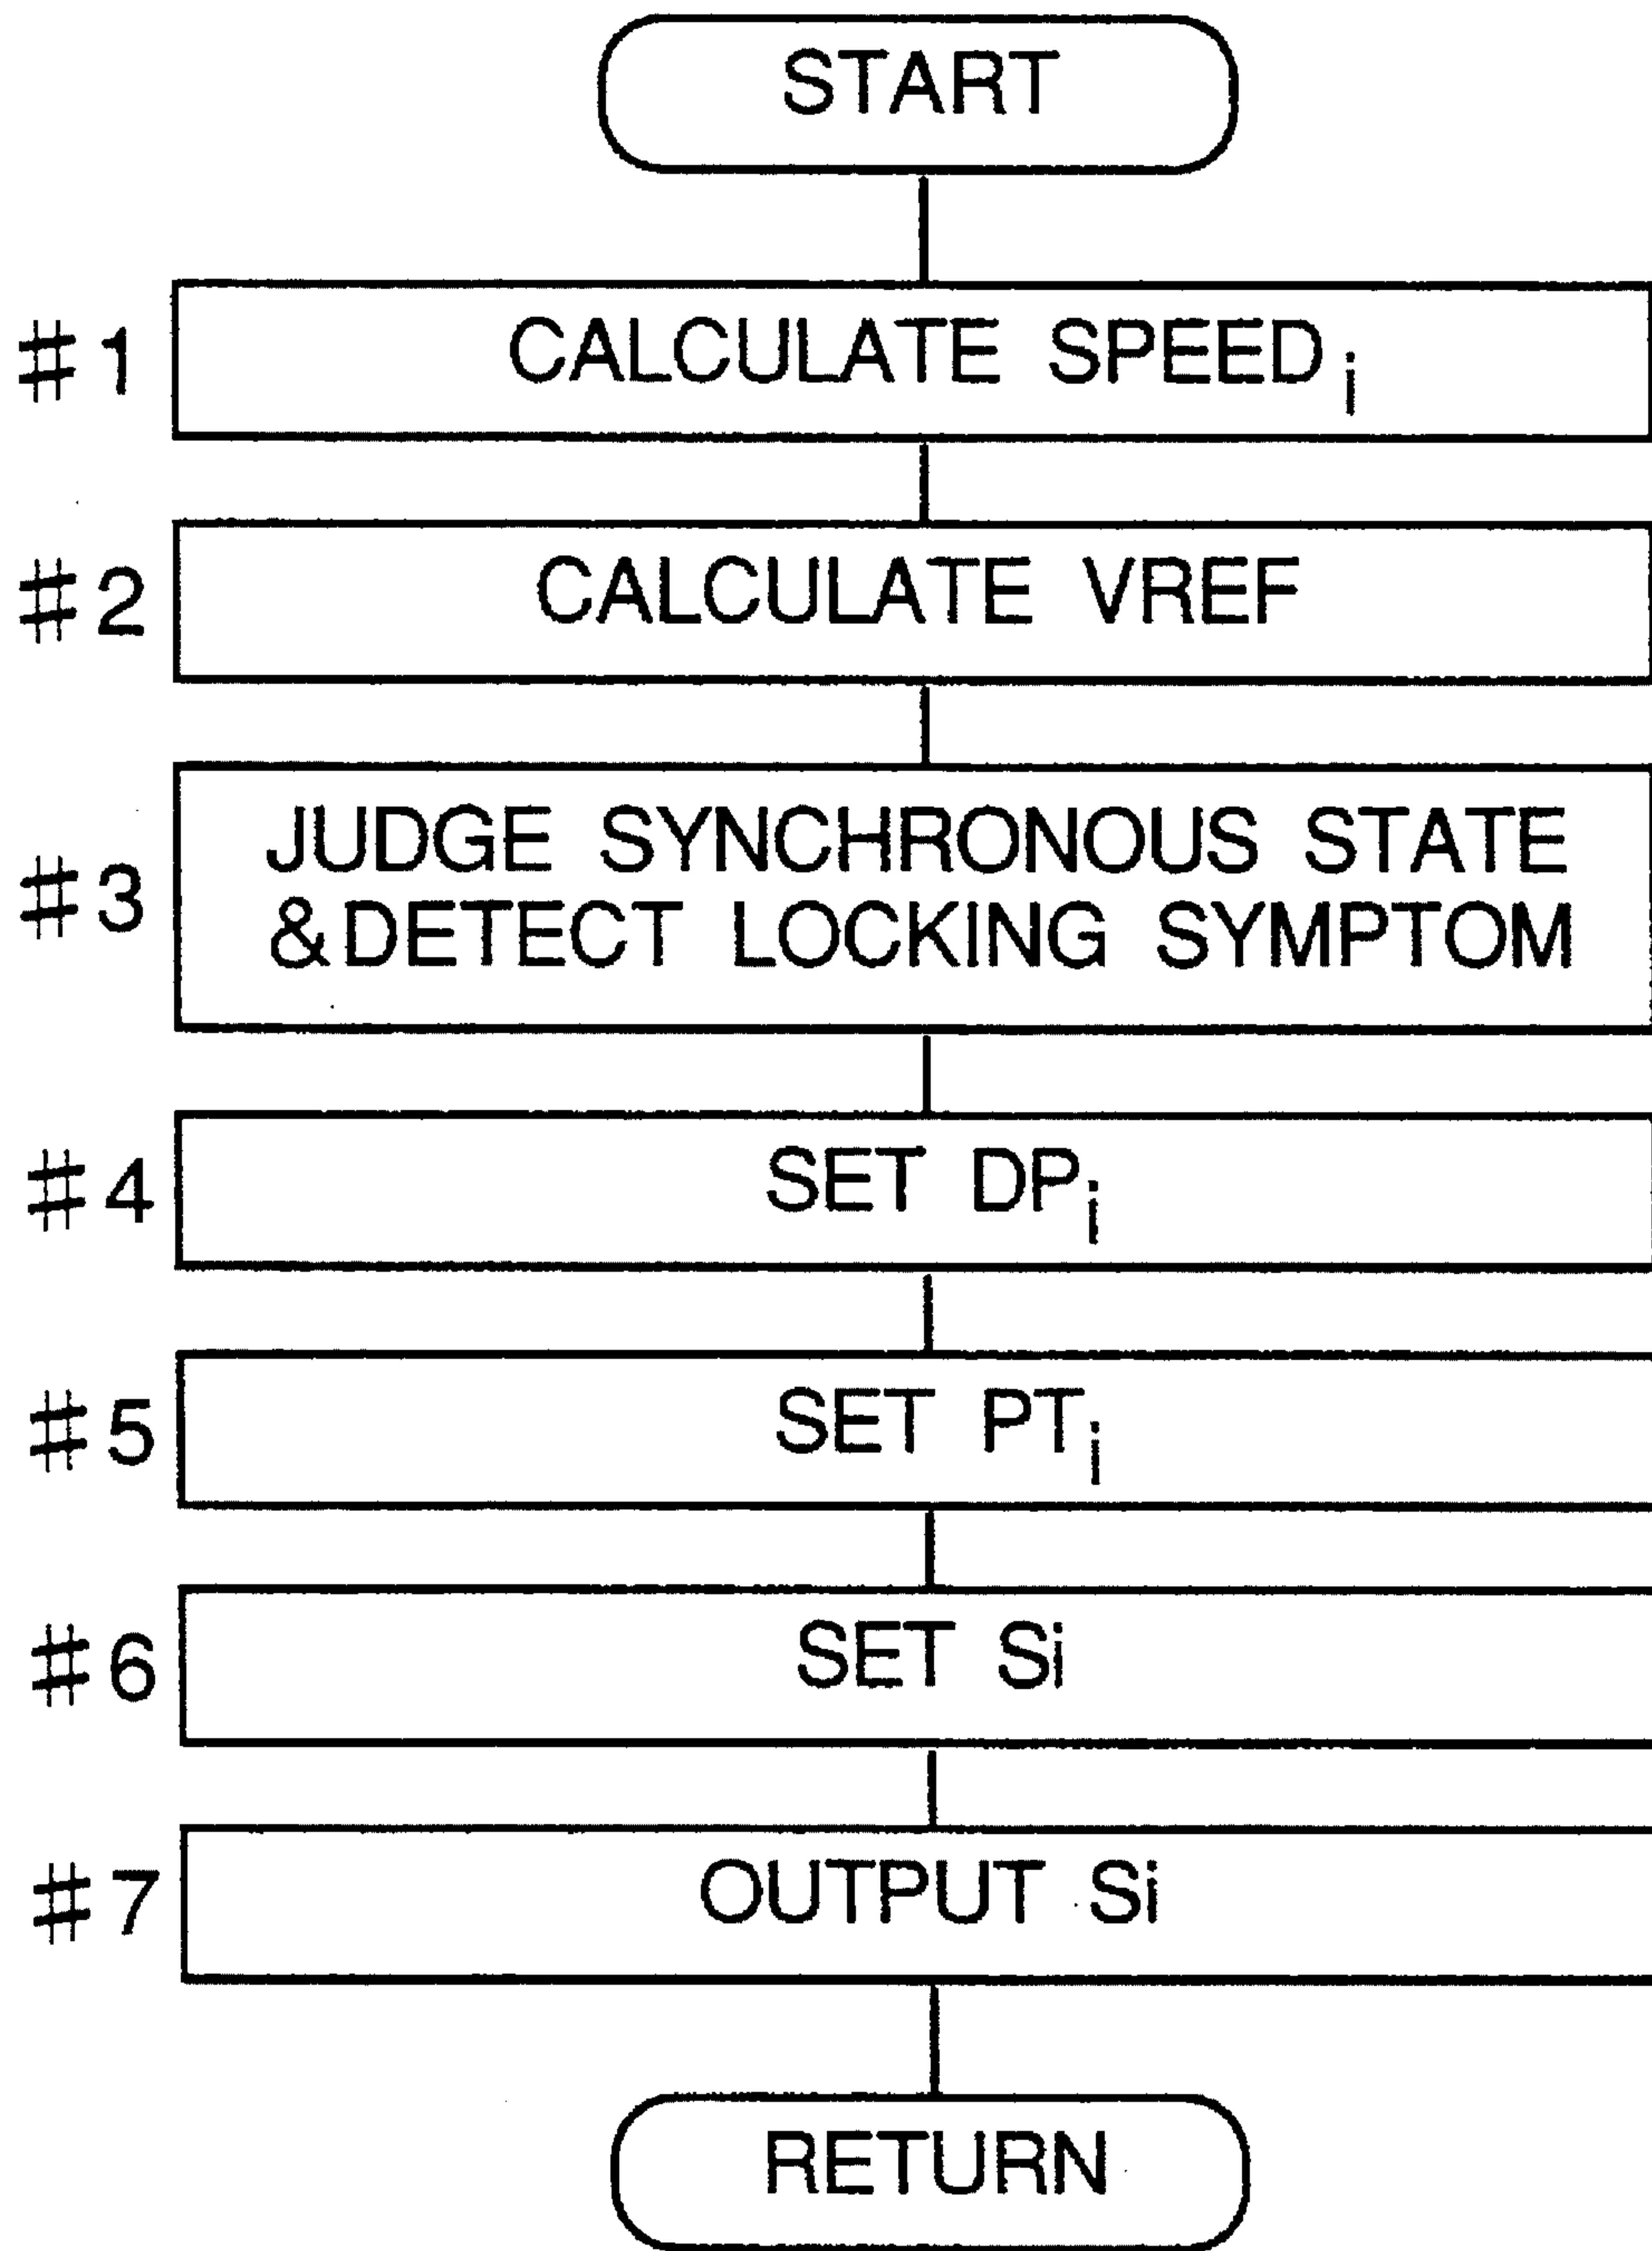 START
#1 CALCULATE SPEEDi
#2 CALCULATE VREF
#3 JUDGE SYNCHRONOUS STATE
&DETECT LOCKING SYMPTOM
#4 SET DPi
#5 SET PTi
#6 SET Si
#7 OUTPUT Si
RETURN